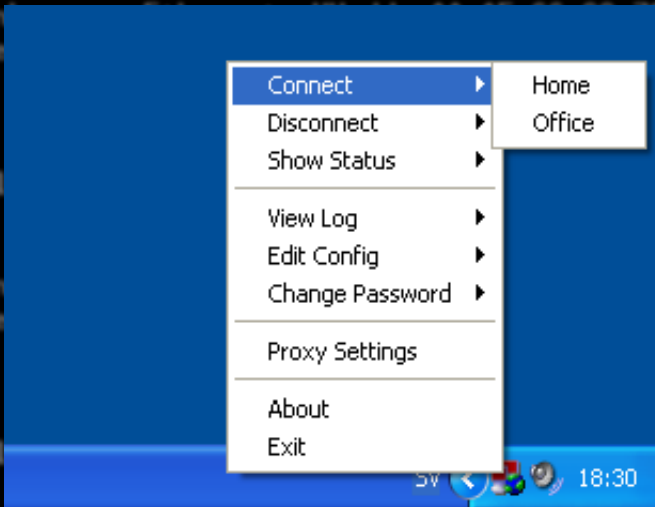 Connect
Home
Disconnect
Office
Show Status
View Log
Edit Config
Change Password
Proxy Settings
About
Exit
SV
18:30